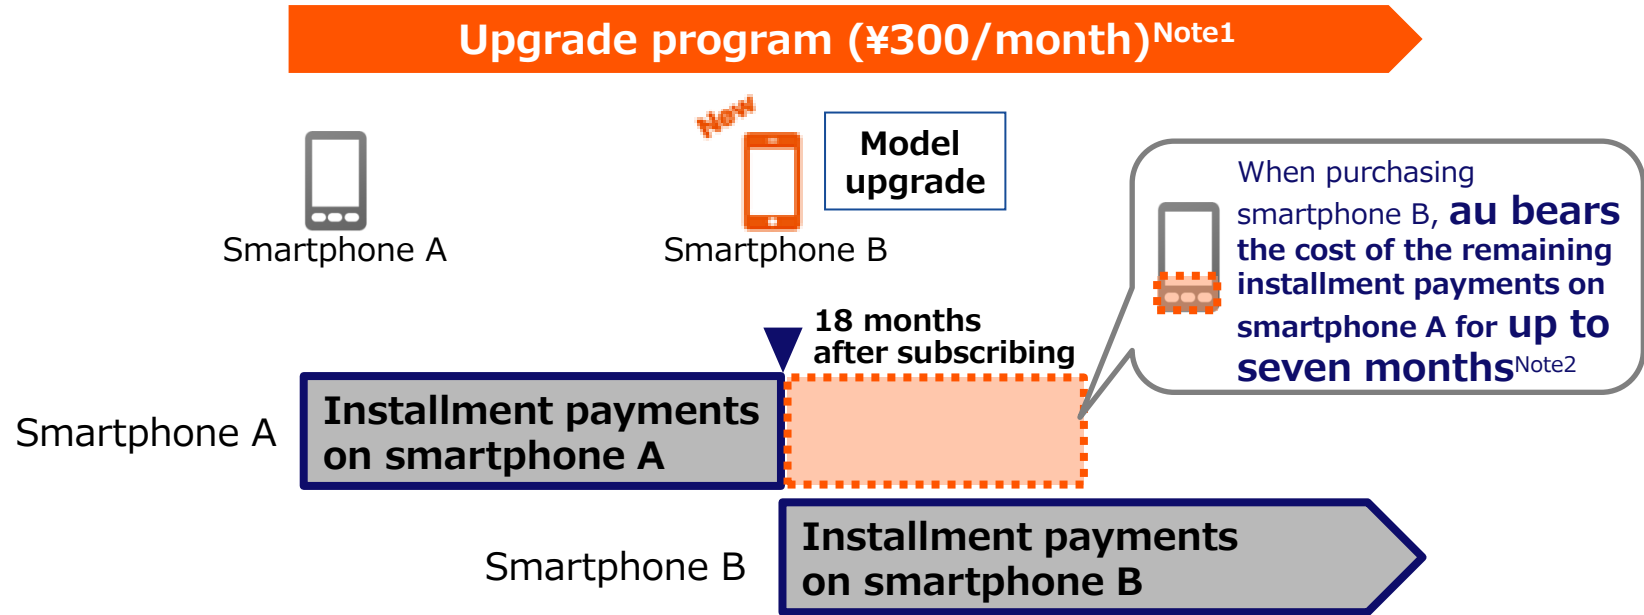 Upgrade program (¥300/month)Note1
New
Model
upgrade
Smartphone A
Smartphone B
When purchasing
smartphone B, au bears
the cost of the remaining
installment payments on
smartphone A for up to
seven monthsNote2
18 months
after subscribing
Smartphone A
Installment payments
on smartphone A
Smartphone B
Installment payments
on smartphone B